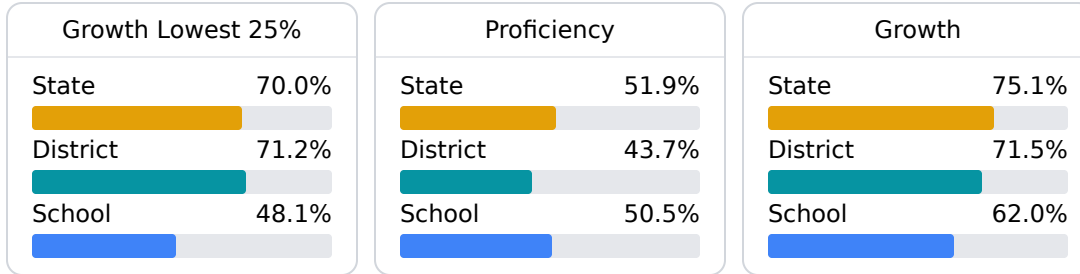 Growth Lowest 25%
State 70.0%
District 71.2%
School 48.1%
Proficiency
State 51.9%
District 43.7%
School 50.5%
Growth
State 75.1%
District 71.5%
School 62.0%